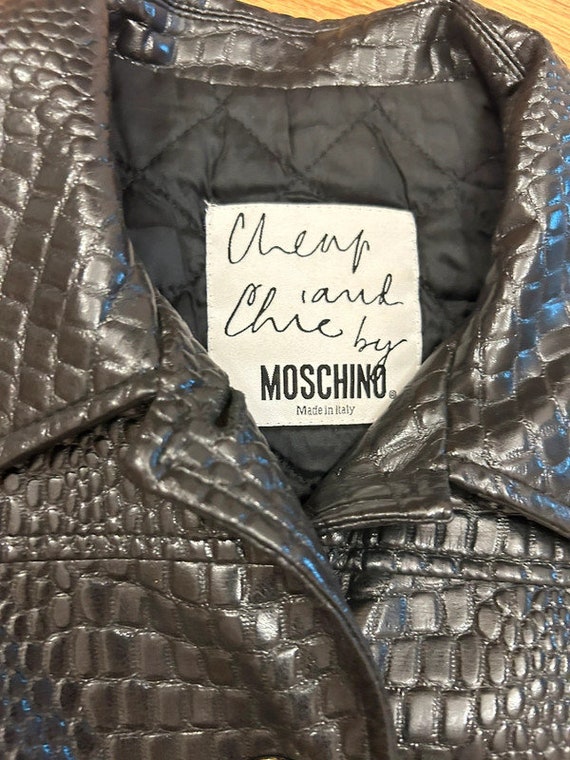 Cheap
and
Chic by
MOSCHINO®
Made in Italy